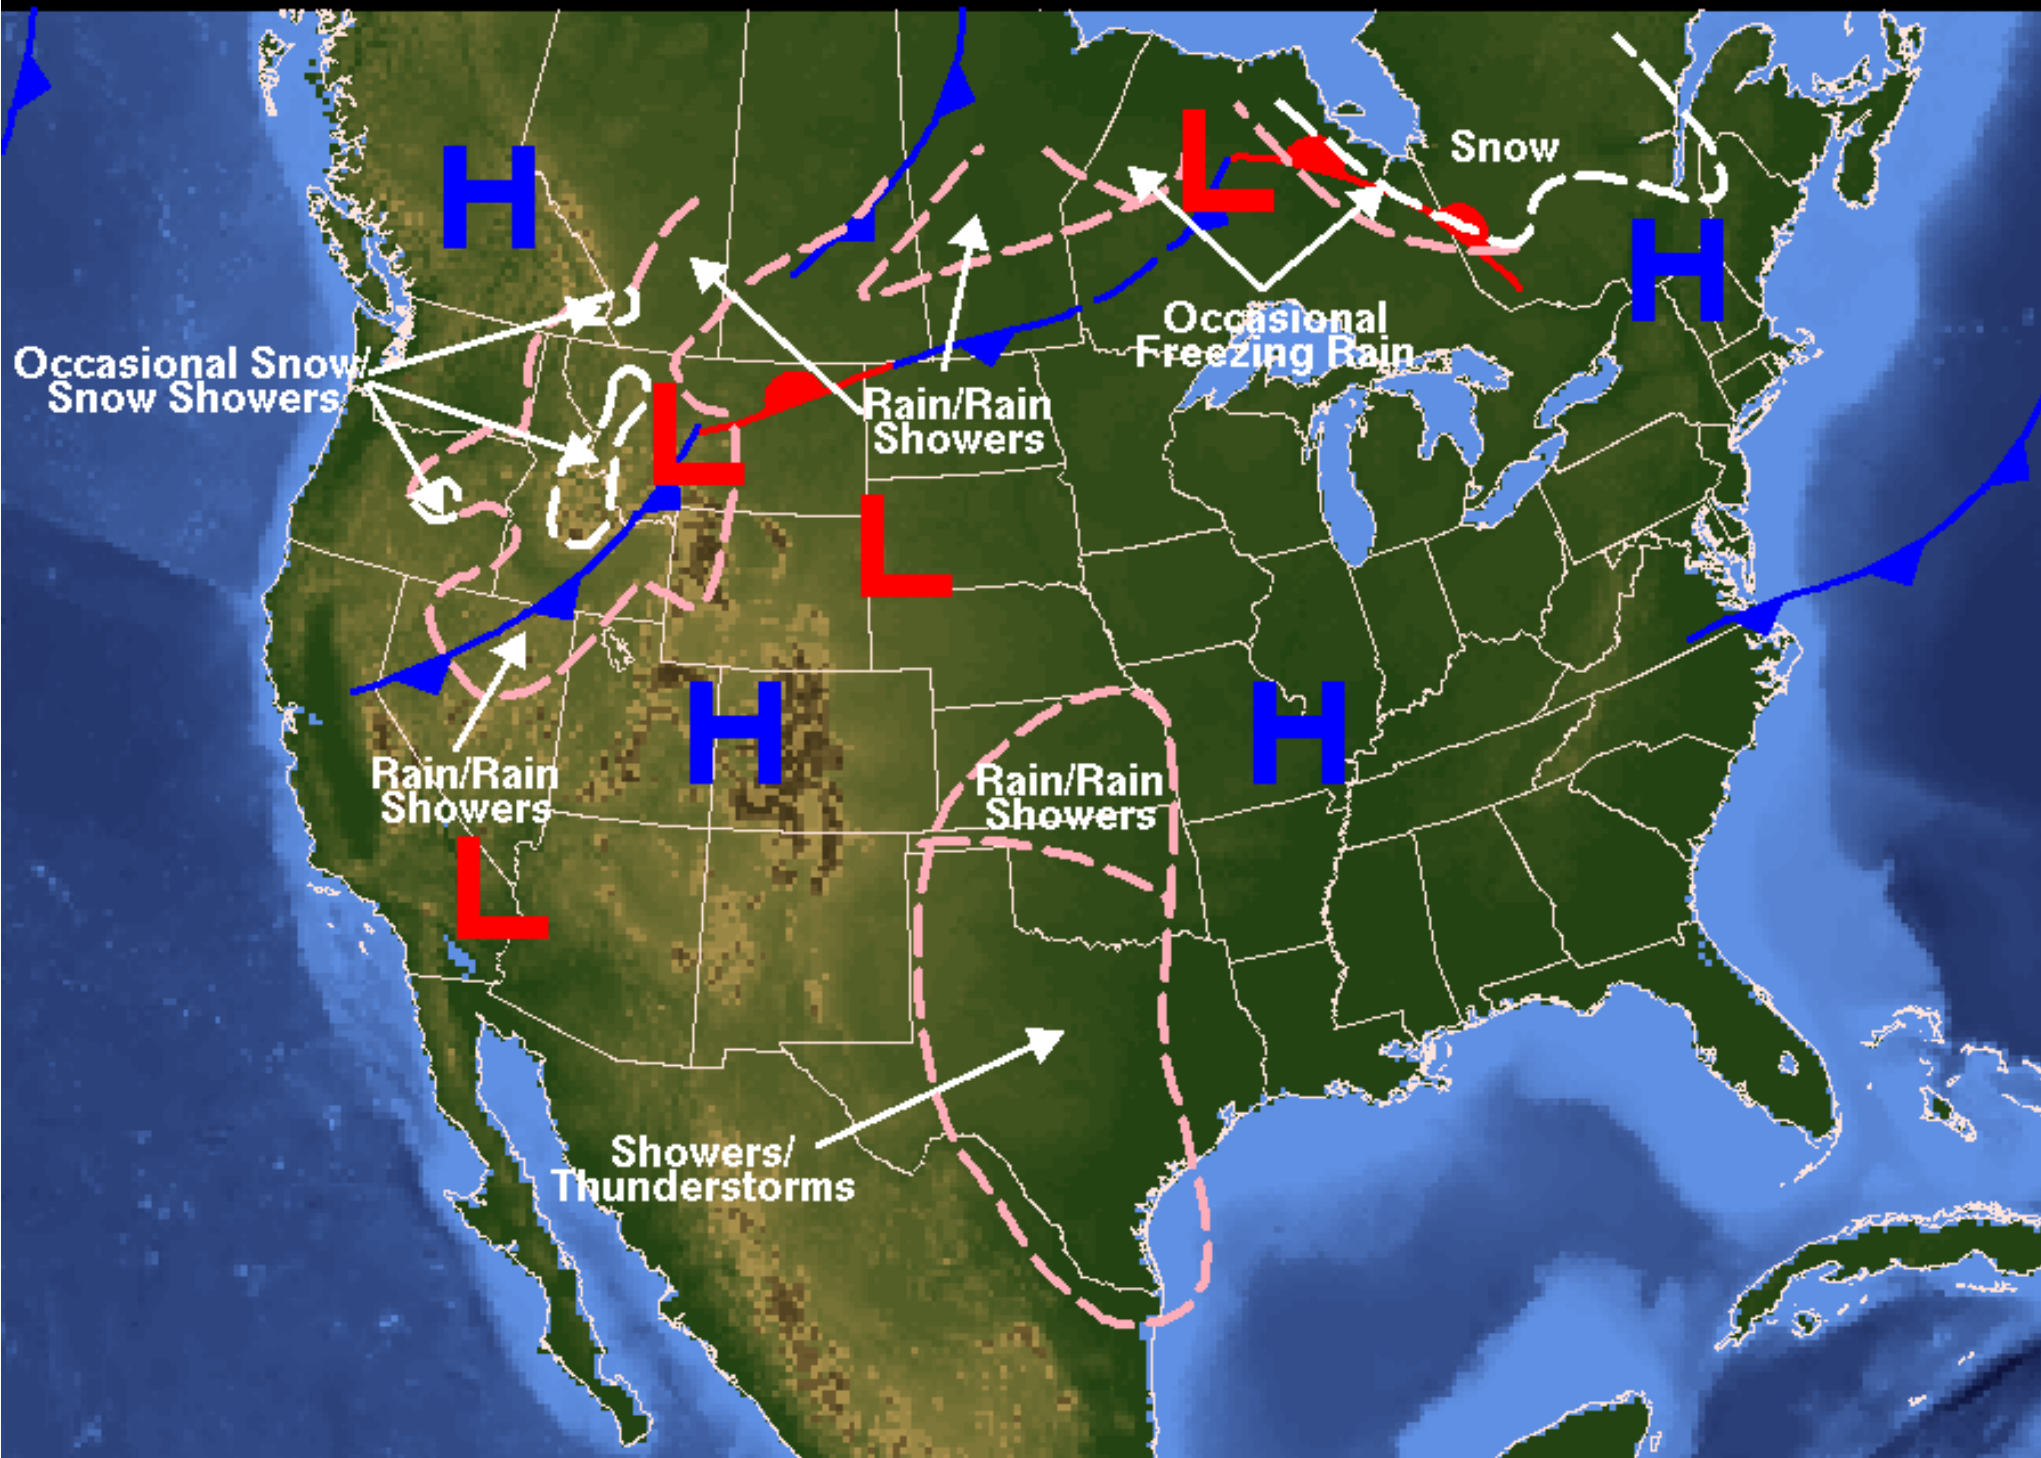 L
Snow
H
H
Occasional
Freezing Rain
Occasional Snow/
Snow Showers
L
Rain/Rain
Showers
L
H
H
Rain/Rain
Showers
Rain/Rain
Showers
L
Showers/
Thunderstorms